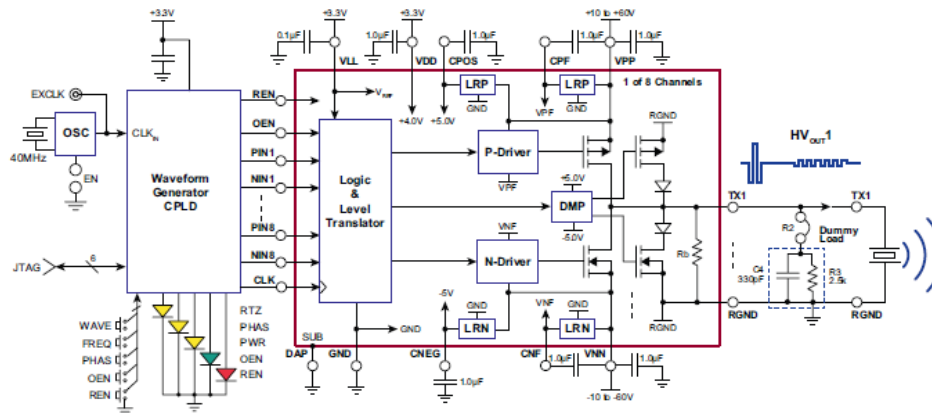 +3.3V
+3.3V
+3.3V
+10 to +60V
0.1µF
1.0µF
1.0µF
1.0µF
1.0µF
VLL
VDD
CPOS
CPF
VPP
1 of 8 Channels
EXCLK
OSC
40MHz
EN
CLKIN
Waveform
Generator
CPLD
JTAG
6
REN
OEN
PIN1
NIN1
PIN8
NIN8
CLK
Logic
&
Level
Translator
+4.0V
+5.0V
LRP
GND
VPF
LRP
GND
P-Driver
VPF
RGND
+5.0V
DMP
-5.0V
VNF
N-Driver
-5V
GND
LRN
VNF
GND
LRN
RGND
Rb
HVOUT1
TX1
TX1
R2
Dummy
Load
C4
330pF
R3
2.5k
RGND
RGND
WAVE
FREQ
PHAS
OEN
REN
RTZ
PHAS
PWR
OEN
REN
SUB
DAP
GND
GND
CNEG
CNF
VNN
1.0µF
1.0µF
1.0µF
-10 to -60V